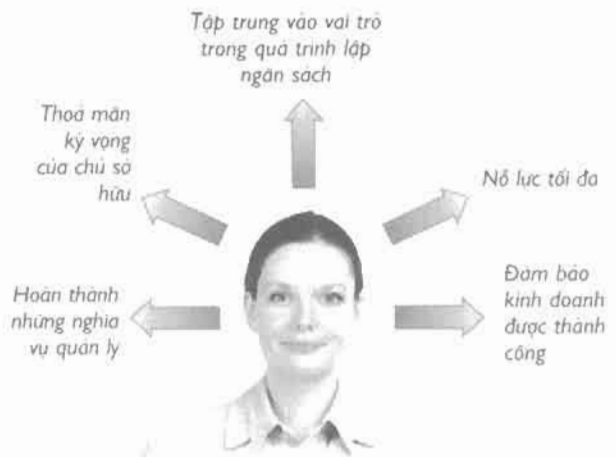 Tập trung vào vai trò
trong quá trình lập
ngân sách
Thoả mãn
kỳ vọng
của chủ sở
hữu
Nỗ lực tối đa
Hoàn thành
những nghĩa
vụ quản lý
Đảm bảo
kinh doanh
được thành
công